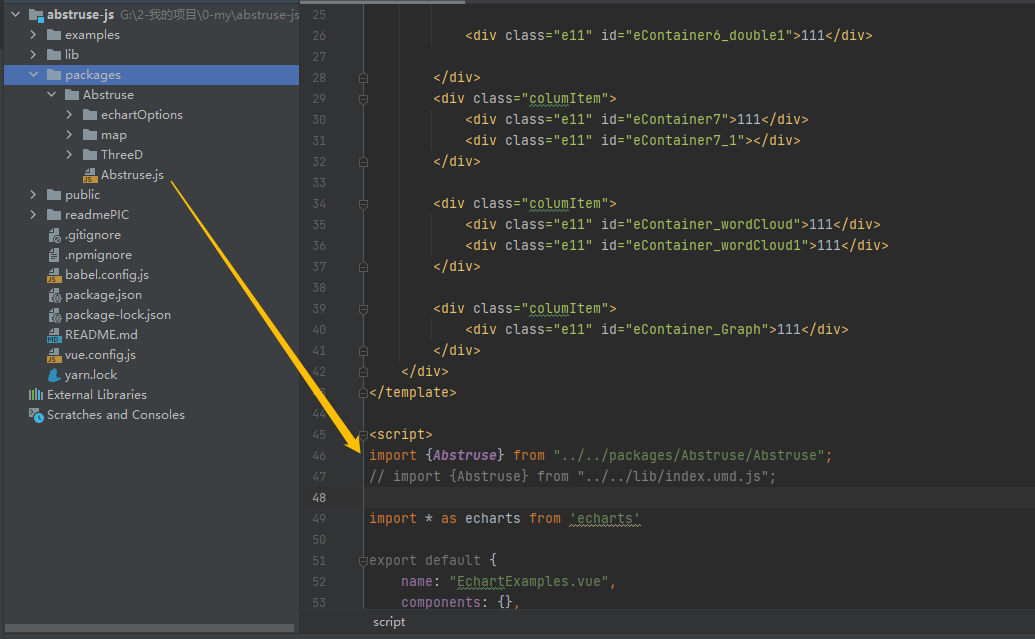 abstruse-js G:\2-我的项目\0-my\abstruse-js
examples
lib
packages
Abstruse
echartOptions
map
ThreeD
Abstruse.js
public
readmePIC
.gitignore
.npmignore
babel.config.js
package.json
package-lock.json
README.md
vue.config.js
yarn.lock
External Libraries
Scratches and Consoles
25
26 <div class="e11" id="eContainer6_double1">111</div>
27
28 </div>
29 <div class="columItem">
30 <div class="e11" id="eContainer7">111</div>
31 <div class="e11" id="eContainer7_1"></div>
32 </div>
33
34 <div class="columItem">
35 <div class="e11" id="eContainer_wordCloud">111</div>
36 <div class="e11" id="eContainer_wordCloud1">111</div>
37 </div>
38
39 <div class="columItem">
40 <div class="e11" id="eContainer_Graph">111</div>
41 </div>
42 </div>
</template>
44
45 <script>
46 import {Abstruse} from "../../packages/Abstruse/Abstruse";
47 // import {Abstruse} from "../../lib/index.umd.js";
48
49 import * as echarts from 'echarts'
50
51 export default {
52 name: "EchartExamples.vue",
53 components: {},
script